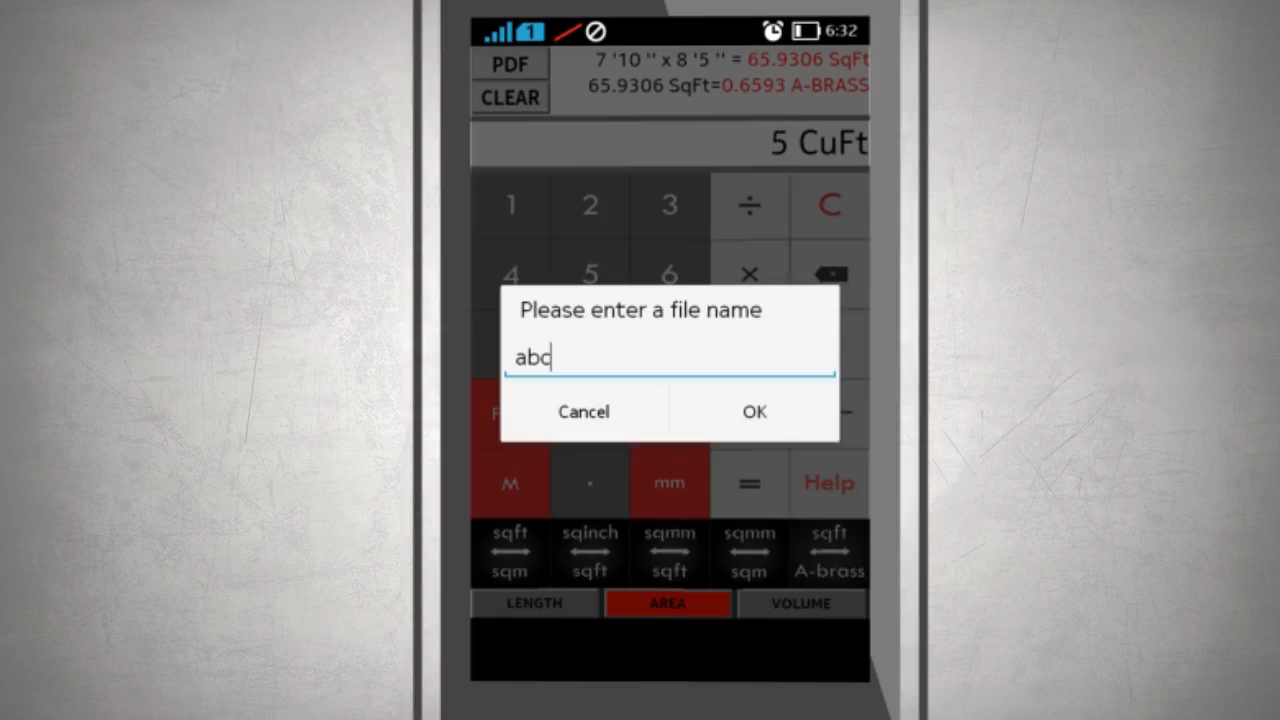 1 6:32
PDF 7 '10 '' x 8 '5 '' = 65.9306 SqFt
CLEAR 65.9306 SqFt=0.6593 A-BRASS
5 CuFt
1 2 3 ÷ C
4 5 6 ×
Please enter a file name
abc
Cancel OK
F −
M . mm = Help
sqft sqinch sqmm sqmm sqft
sqm sqft sqft sqm A-brass
LENGTH AREA VOLUME